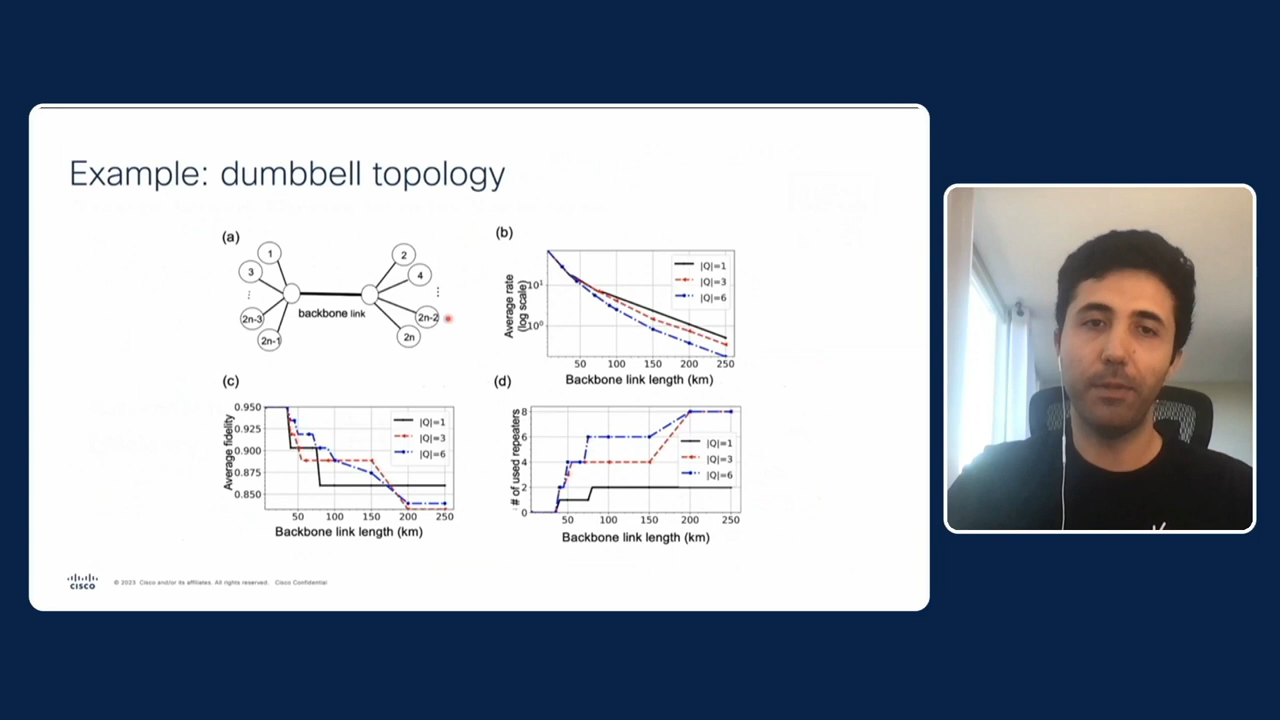 Example: dumbbell topology
(a)
1
3
⋮
2n-3
2n-1
backbone link
2
4
⋮
2n-2
2n
(b)
Average rate
(log scale)
10¹
10⁰
|Q|=1
|Q|=3
|Q|=6
50 100 150 200 250
Backbone link length (km)
(c)
Average fidelity
0.950
0.925
0.900
0.875
0.850
|Q|=1
|Q|=3
|Q|=6
50 100 150 200 250
Backbone link length (km)
(d)
# of used repeaters
8
6
4
2
0
|Q|=1
|Q|=3
|Q|=6
50 100 150 200 250
Backbone link length (km)
CISCO
© 2023 Cisco and/or its affiliates. All rights reserved. Cisco Confidential